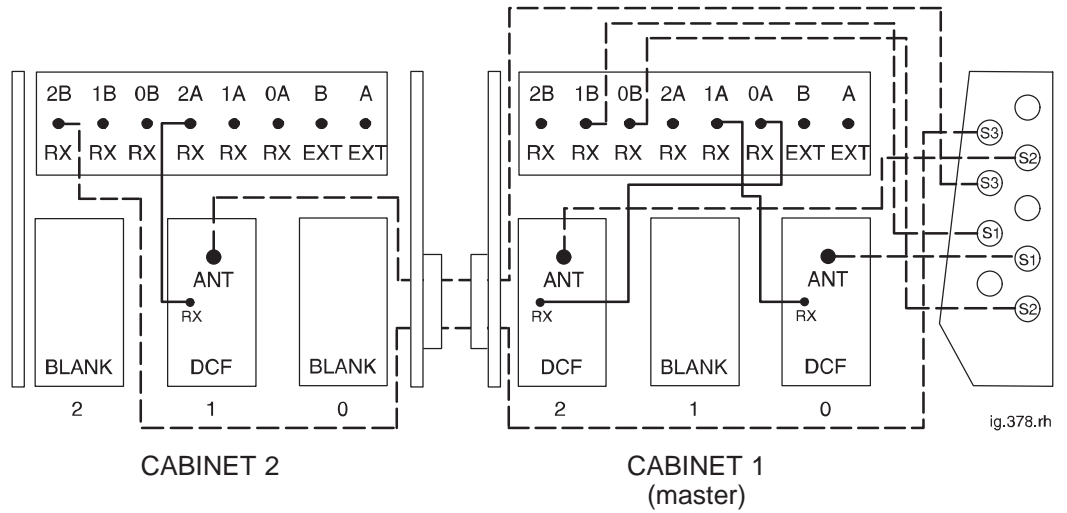 2B 1B 0B 2A 1A 0A B A
RX RX RX RX RX RX EXT EXT
ANT
RX
BLANK DCF BLANK
2 1 0
CABINET 2
2B 1B 0B 2A 1A 0A B A
RX RX RX RX RX RX EXT EXT
ANT ANT
RX RX
DCF BLANK DCF
2 1 0
CABINET 1
(master)
S3
S2
S3
S1
S1
S2
ig.378.rh